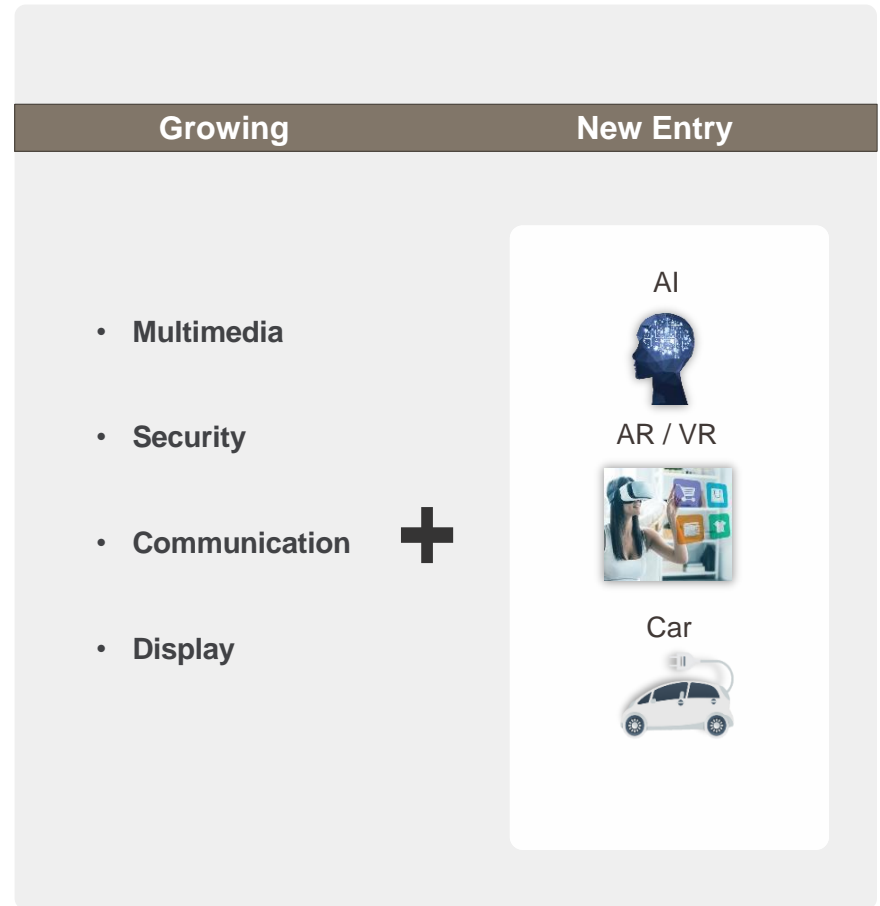 Growing
New Entry
• Multimedia
• Security
• Communication
• Display
AI
AR / VR
Car